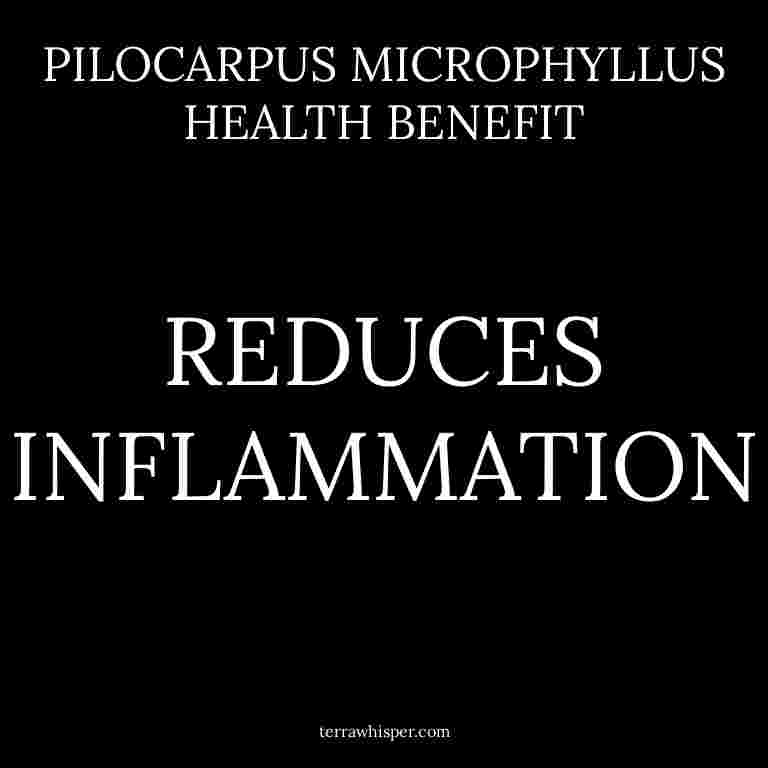 PILOCARPUS MICROPHYLLUS
HEALTH BENEFIT
REDUCES
INFLAMMATION
terrawhisper.com